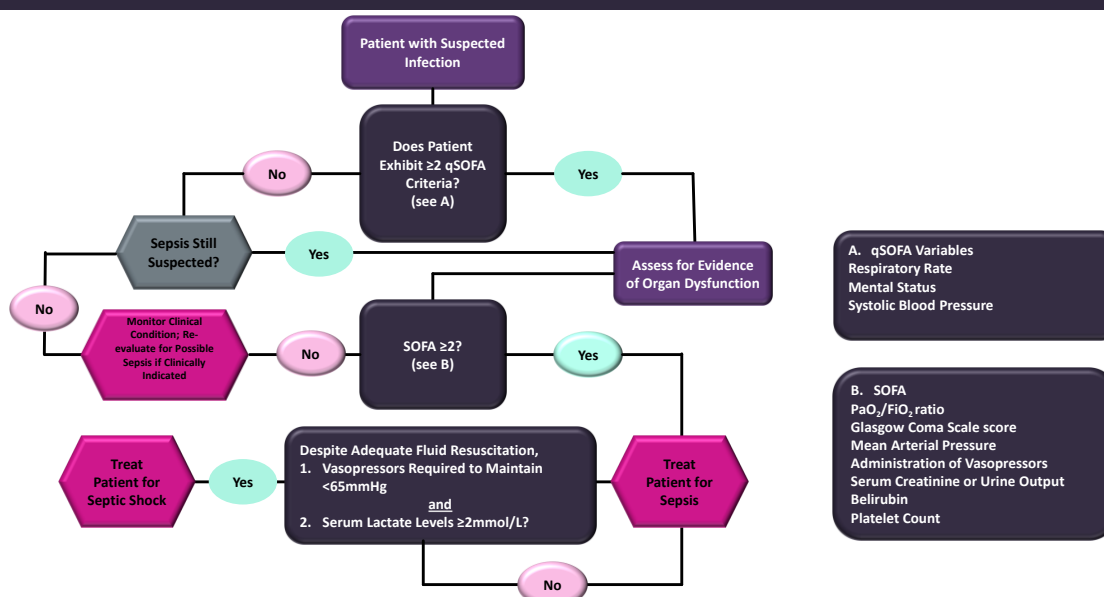 Patient with Suspected
Infection
Does Patient
Exhibit ≥2 qSOFA
Criteria?
(see A)
No
Yes
Sepsis Still
Suspected?
Yes
Assess for Evidence
of Organ Dysfunction
No
Monitor Clinical
Condition; Re-
evaluate for Possible
Sepsis if Clinically
Indicated
No
SOFA ≥2?
(see B)
Yes
Treat
Patient for
Septic Shock
Yes
Despite Adequate Fluid Resuscitation,
1. Vasopressors Required to Maintain
<65mmHg
and
2. Serum Lactate Levels ≥2mmol/L?
Treat
Patient for
Sepsis
No
A. qSOFA Variables
Respiratory Rate
Mental Status
Systolic Blood Pressure
B. SOFA
PaO₂/FiO₂ ratio
Glasgow Coma Scale score
Mean Arterial Pressure
Administration of Vasopressors
Serum Creatinine or Urine Output
Belirubin
Platelet Count